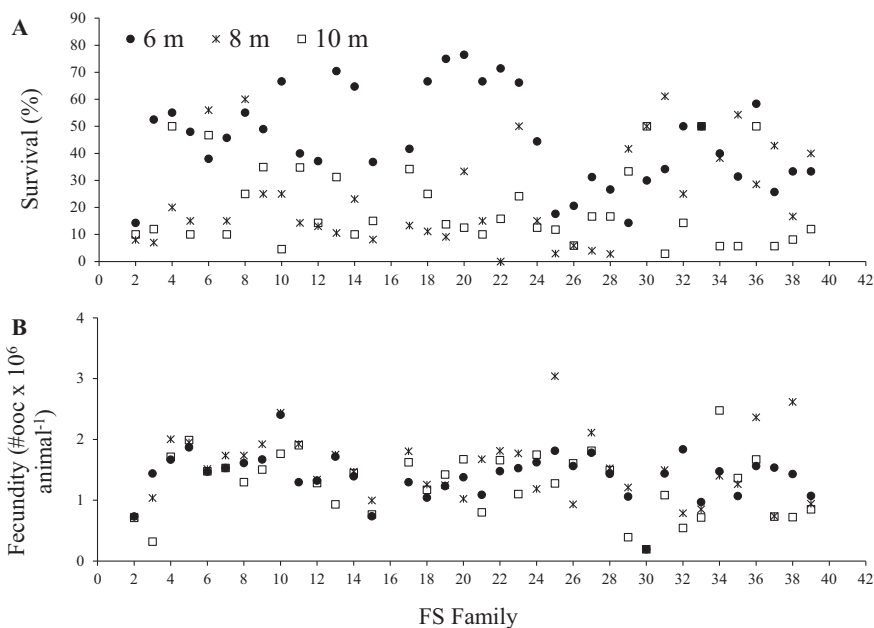 A
6 m 8 m 10 m
Survival (%)
90
80
70
60
50
40
30
20
10
0
0 2 4 6 8 10 12 14 16 18 20 22 24 26 28 30 32 34 36 38 40 42
B
Fecundity (#ooc x 10⁶
animal⁻¹)
4
3
2
1
0
0 2 4 6 8 10 12 14 16 18 20 22 24 26 28 30 32 34 36 38 40 42
FS Family